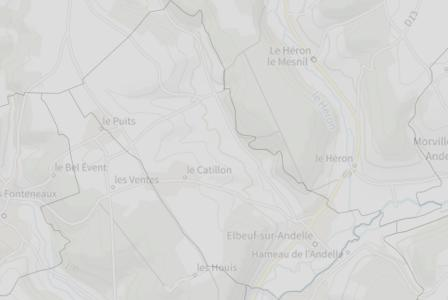 D13
Le Héron
le Mesnil
le Héron
le Puits
Morville
Ande
le Héron
le Bel Évent
le Catillon
les Ventes
s Fonteneaux
Elbeuf-sur-Andelle
Hameau de l'Andelle
les Houis